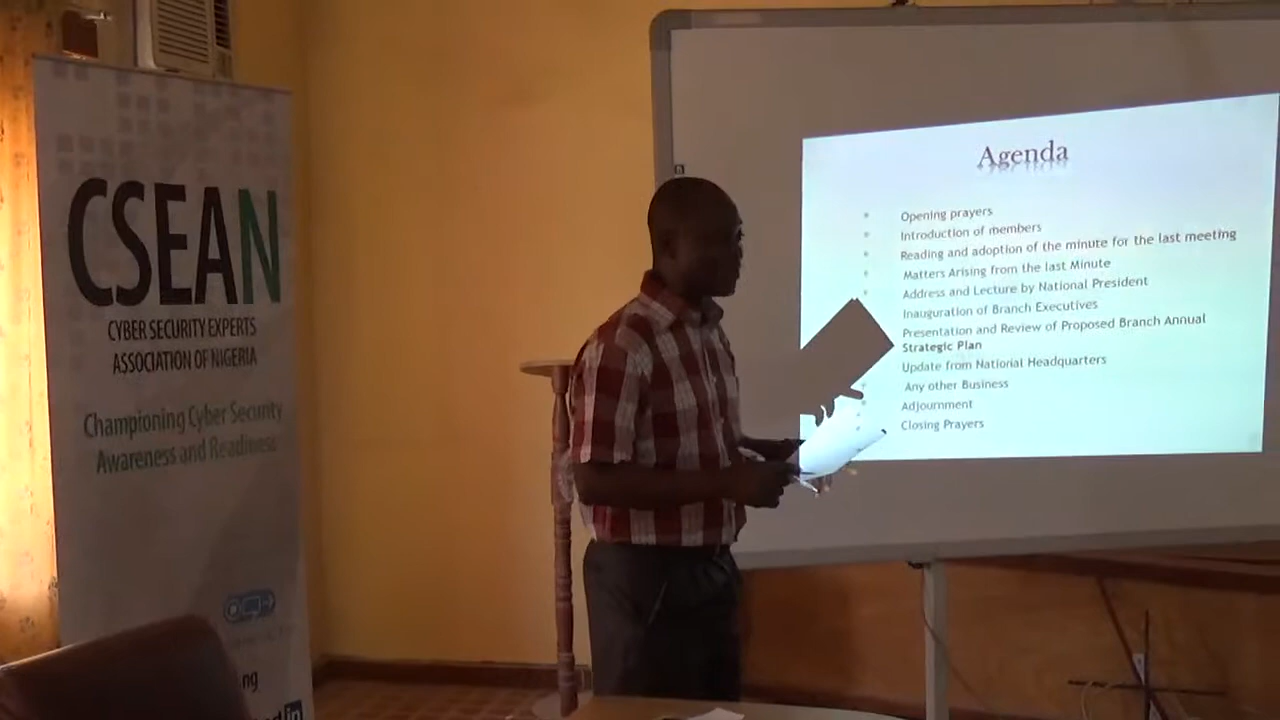 CSEAN
CYBER SECURITY EXPERTS
ASSOCIATION OF NIGERIA
Championing Cyber Security
Awareness and Readiness
ng
in
Agenda
Opening prayers
Introduction of members
Reading and adoption of the minute for the last meeting
Matters Arising from the last Minute
Address and Lecture by National President
Inauguration of Branch Executives
Presentation and Review of Proposed Branch Annual
Strategic Plan
Update from National Headquarters
Any other Business
Adjournment
Closing Prayers